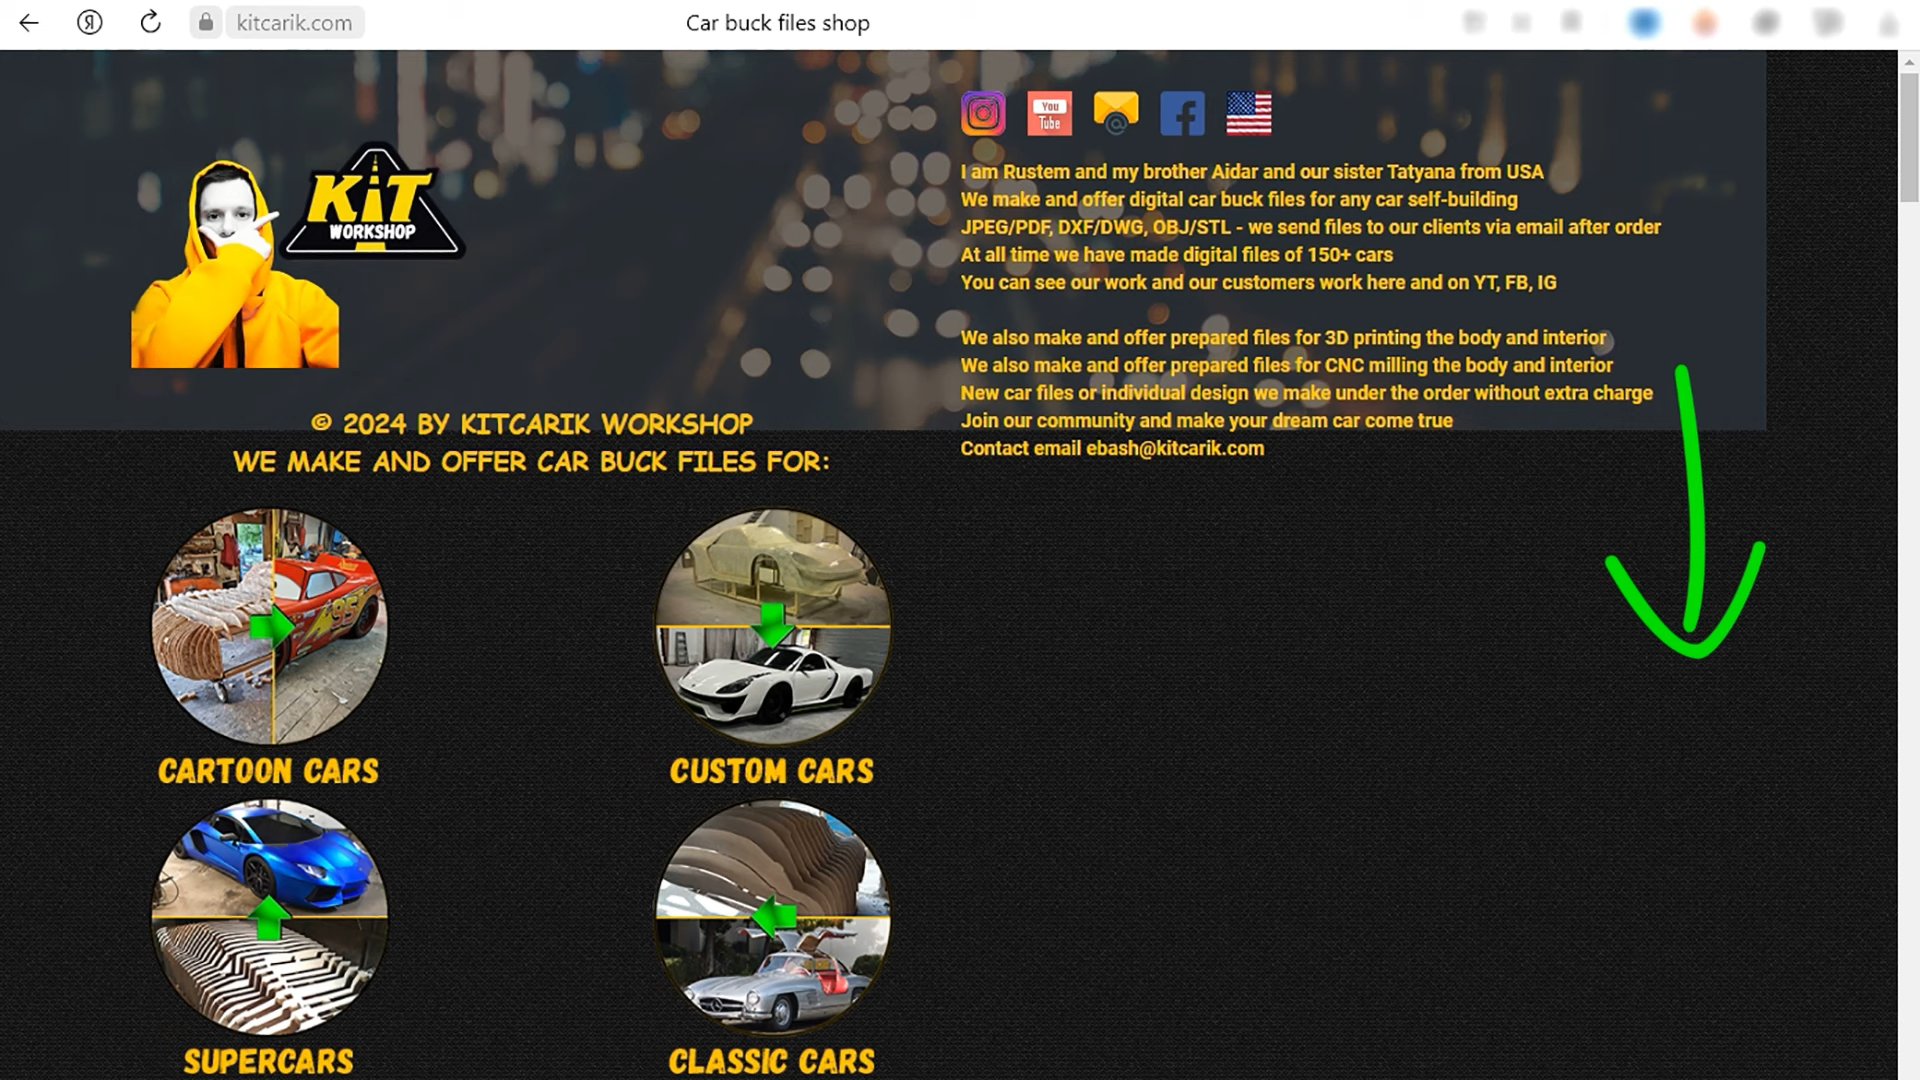 kitcarik.com
Car buck files shop
You
Tube
@
I am Rustem and my brother Aidar and our sister Tatyana from USA
We make and offer digital car buck files for any car self-building
JPEG/PDF, DXF/DWG, OBJ/STL - we send files to our clients via email after order
At all time we have made digital files of 150+ cars
You can see our work and our customers work here and on YT, FB, IG
We also make and offer prepared files for 3D printing the body and interior
We also make and offer prepared files for CNC milling the body and interior
New car files or individual design we make under the order without extra charge
Join our community and make your dream car come true
Contact email ebash@kitcarik.com
KiT
WORKSHOP
© 2024 BY KITCARIK WORKSHOP
WE MAKE AND OFFER CAR BUCK FILES FOR:
95
CARTOON CARS
CUSTOM CARS
SUPERCARS
CLASSIC CARS